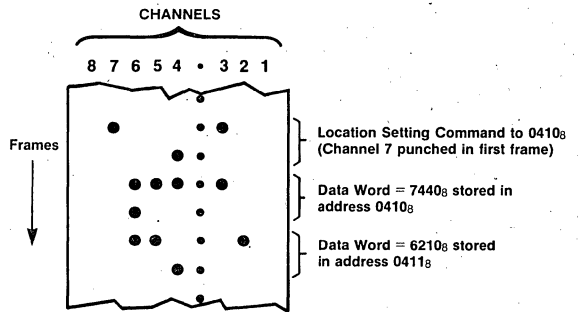 CHANNELS
8 7 6 5 4 • 3 2 1
Frames
Location Setting Command to 0410₈
(Channel 7 punched in first frame)
Data Word = 7440₈ stored in
address 0410₈
Data Word = 6210₈ stored
in address 0411₈